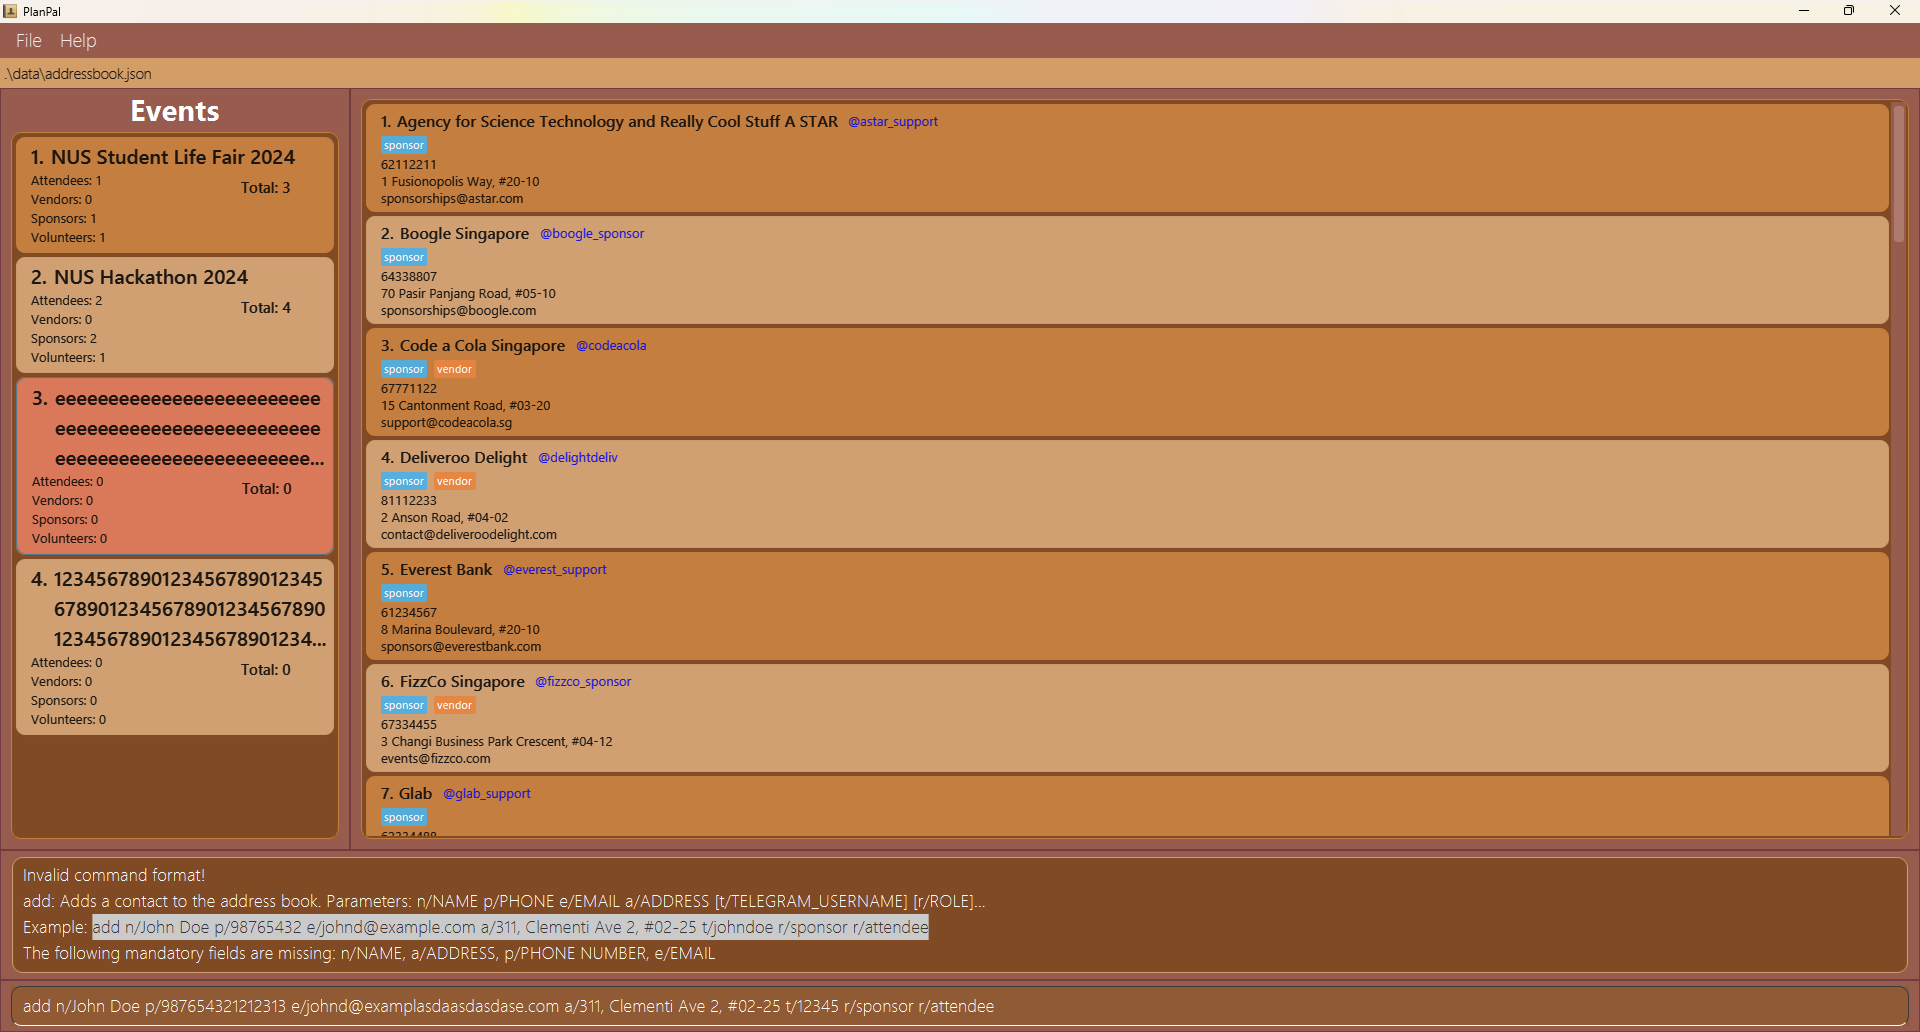 PlanPal
File Help
.\data\addressbook.json
Events
1. NUS Student Life Fair 2024
Attendees: 1
Total: 3
Vendors: 0
Sponsors: 1
Volunteers: 1
2. NUS Hackathon 2024
Attendees: 2
Total: 4
Vendors: 0
Sponsors: 2
Volunteers: 1
3. eeeeeeeeeeeeeeeeeeeeeeeee
eeeeeeeeeeeeeeeeeeeeeeeee
eeeeeeeeeeeeeeeeeeeeeeee...
Attendees: 0
Total: 0
Vendors: 0
Sponsors: 0
Volunteers: 0
4. 1234567890123456789012345
6789012345678901234567890
123456789012345678901234...
Attendees: 0
Total: 0
Vendors: 0
Sponsors: 0
Volunteers: 0
1. Agency for Science Technology and Really Cool Stuff A STAR @astar_support
sponsor
62112211
1 Fusionopolis Way, #20-10
sponsorships@astar.com
2. Boogle Singapore @boogle_sponsor
sponsor
64338807
70 Pasir Panjang Road, #05-10
sponsorships@boogle.com
3. Code a Cola Singapore @codeacola
sponsor vendor
67771122
15 Cantonment Road, #03-20
support@codeacola.sg
4. Deliveroo Delight @delightdeliv
sponsor vendor
81112233
2 Anson Road, #04-02
contact@deliveroodelight.com
5. Everest Bank @everest_support
sponsor
61234567
8 Marina Boulevard, #20-10
sponsors@everestbank.com
6. FizzCo Singapore @fizzco_sponsor
sponsor vendor
67334455
3 Changi Business Park Crescent, #04-12
events@fizzco.com
7. Glab @glab_support
sponsor
Invalid command format!
add: Adds a contact to the address book. Parameters: n/NAME p/PHONE e/EMAIL a/ADDRESS [t/TELEGRAM_USERNAME] [r/ROLE]...
Example: add n/John Doe p/98765432 e/johnd@example.com a/311, Clementi Ave 2, #02-25 t/johndoe r/sponsor r/attendee
The following mandatory fields are missing: n/NAME, a/ADDRESS, p/PHONE NUMBER, e/EMAIL
add n/John Doe p/987654321212313 e/johnd@examplasdaasdasdase.com a/311, Clementi Ave 2, #02-25 t/12345 r/sponsor r/attendee